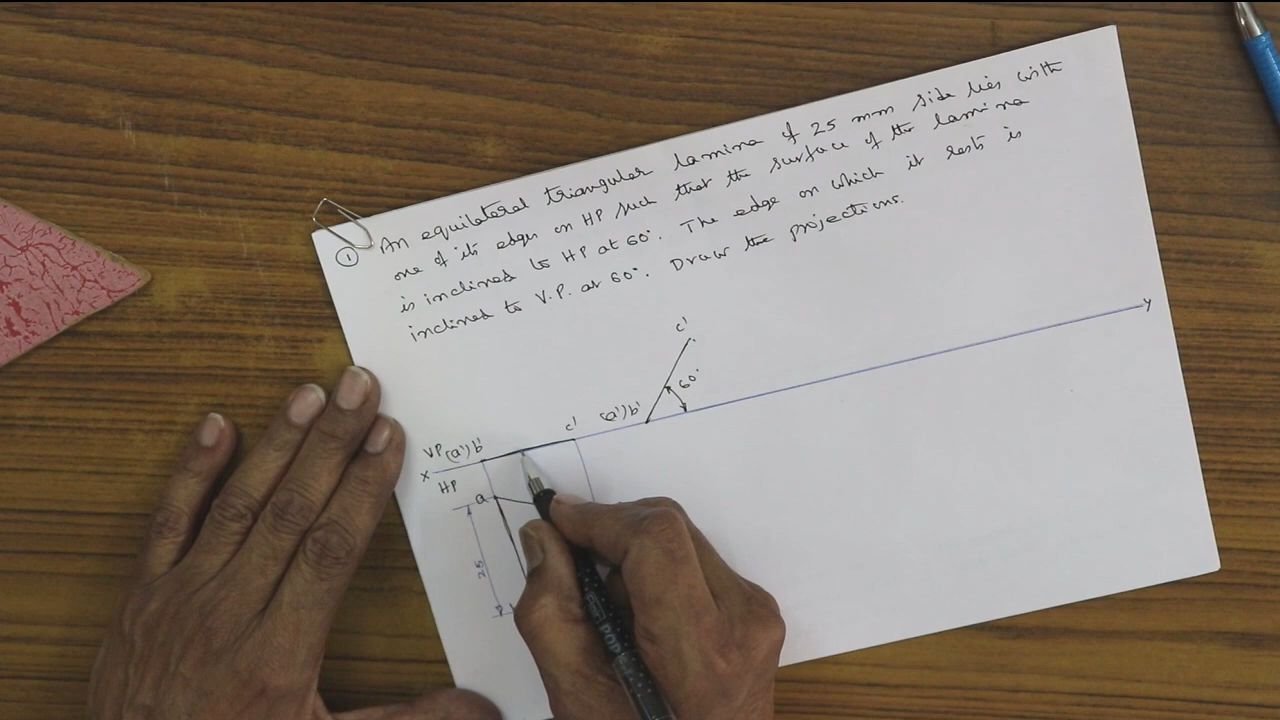 ① An equilateral triangular lamina of 25 mm side lies with
one of its edges on HP such that the surface of the lamina
is inclined to HP at 60°. The edge on which it rests is
inclined to V.P. at 60°. Draw the projections.
c'
60°
y
VP (a') b' c' (a') b'
x
HP
a
25